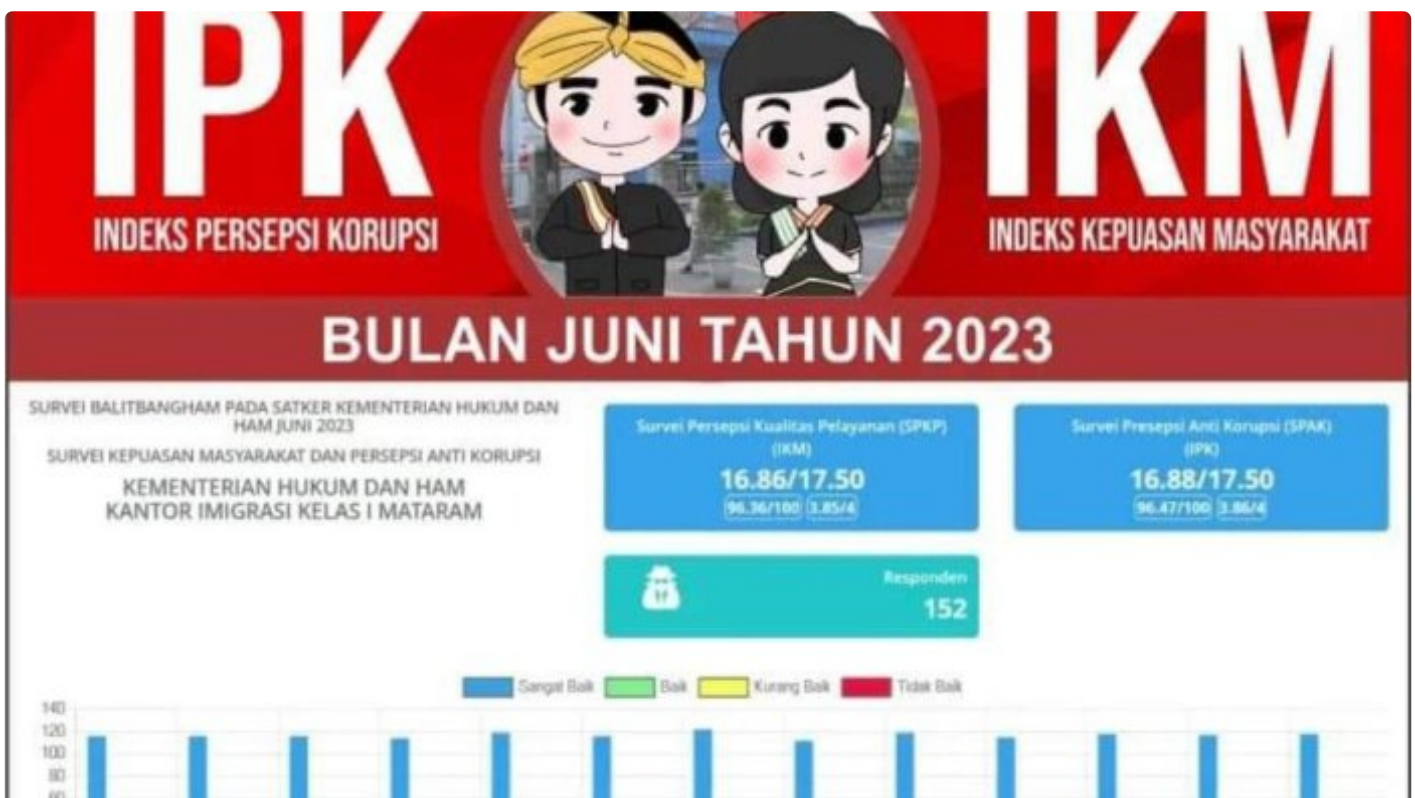 IPK
INDEKS PERSEPSI KORUPSI
IKM
INDEKS KEPUASAN MASYARAKAT
BULAN JUNI TAHUN 2023
SURVEI BALITBANGHAM PADA SATKER KEMENTERIAN HUKUM DAN
HAM JUNI 2023
SURVEI KEPUASAN MASYARAKAT DAN PERSEPSI ANTI KORUPSI
KEMENTERIAN HUKUM DAN HAM
KANTOR IMIGRASI KELAS I MATARAM
Survei Persepsi Kualitas Pelayanan (SPKP)
(IKM)
16.86/17.50
96.36/100 3.85/4
Survei Presepsi Anti Korupsi (SPAK)
(IPK)
16.88/17.50
96.47/100 3.86/4
Responden
152
Sangat Baik Baik Kurang Baik Tidak Baik
140
120
100
80
60